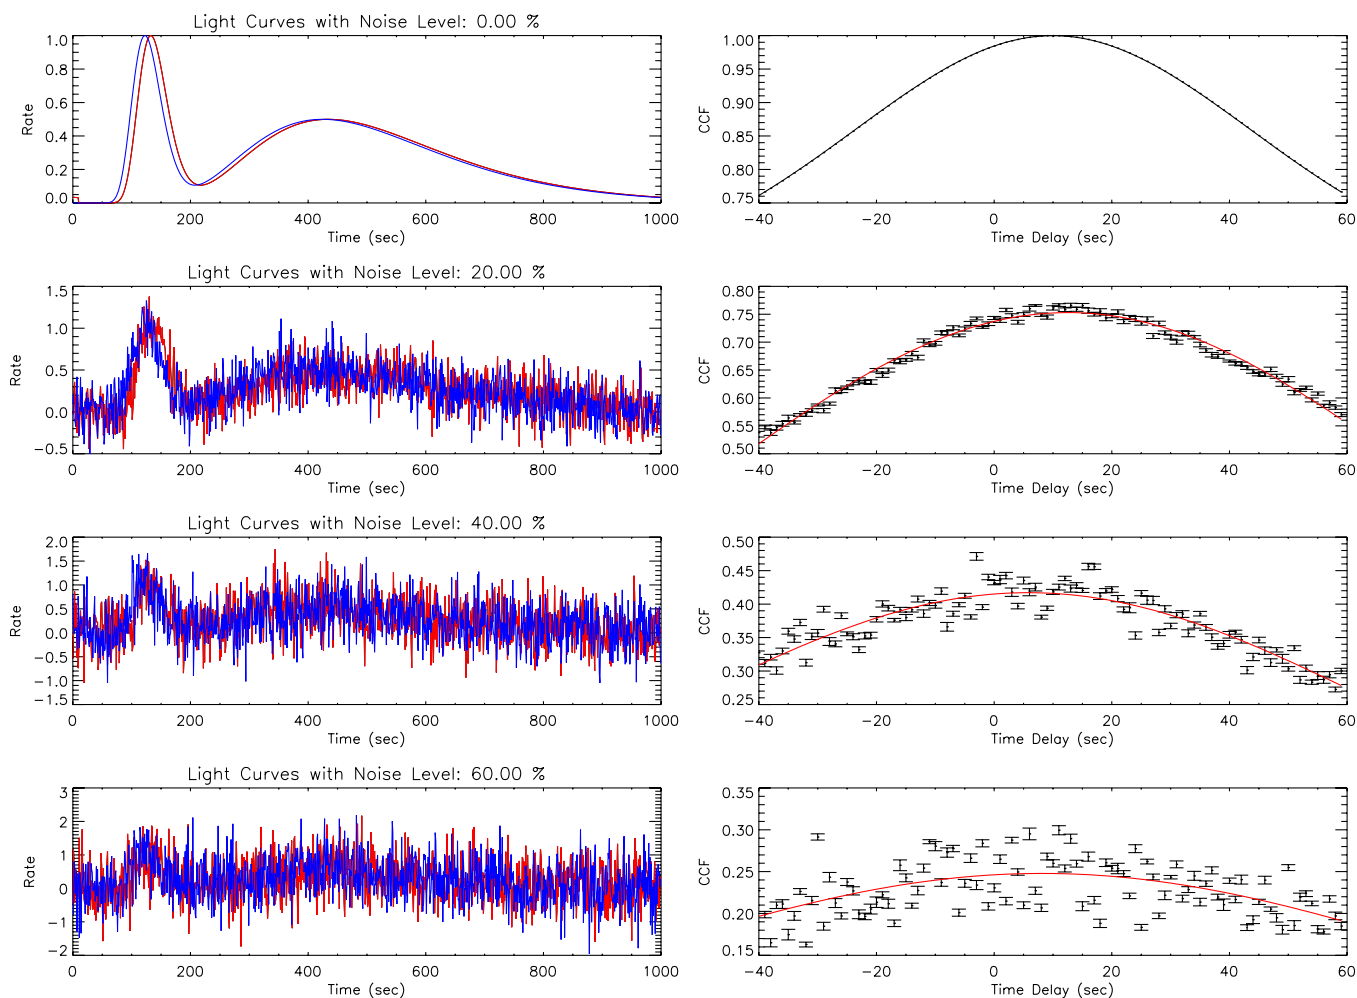 Light Curves with Noise Level: 0.00 %
1.0
0.8
0.6
0.4
0.2
0.0
Rate
0 200 400 600 800 1000
Time (sec)
1.00
0.95
0.90
0.85
0.80
0.75
CCF
−40 −20 0 20 40 60
Time Delay (sec)
Light Curves with Noise Level: 20.00 %
1.5
1.0
0.5
0.0
−0.5
Rate
0 200 400 600 800 1000
Time (sec)
0.80
0.75
0.70
0.65
0.60
0.55
0.50
CCF
−40 −20 0 20 40 60
Time Delay (sec)
Light Curves with Noise Level: 40.00 %
2.0
1.5
1.0
0.5
0.0
−0.5
−1.0
−1.5
Rate
0 200 400 600 800 1000
Time (sec)
0.50
0.45
0.40
0.35
0.30
0.25
CCF
−40 −20 0 20 40 60
Time Delay (sec)
Light Curves with Noise Level: 60.00 %
3
2
1
0
−1
−2
Rate
0 200 400 600 800 1000
Time (sec)
0.35
0.30
0.25
0.20
0.15
CCF
−40 −20 0 20 40 60
Time Delay (sec)